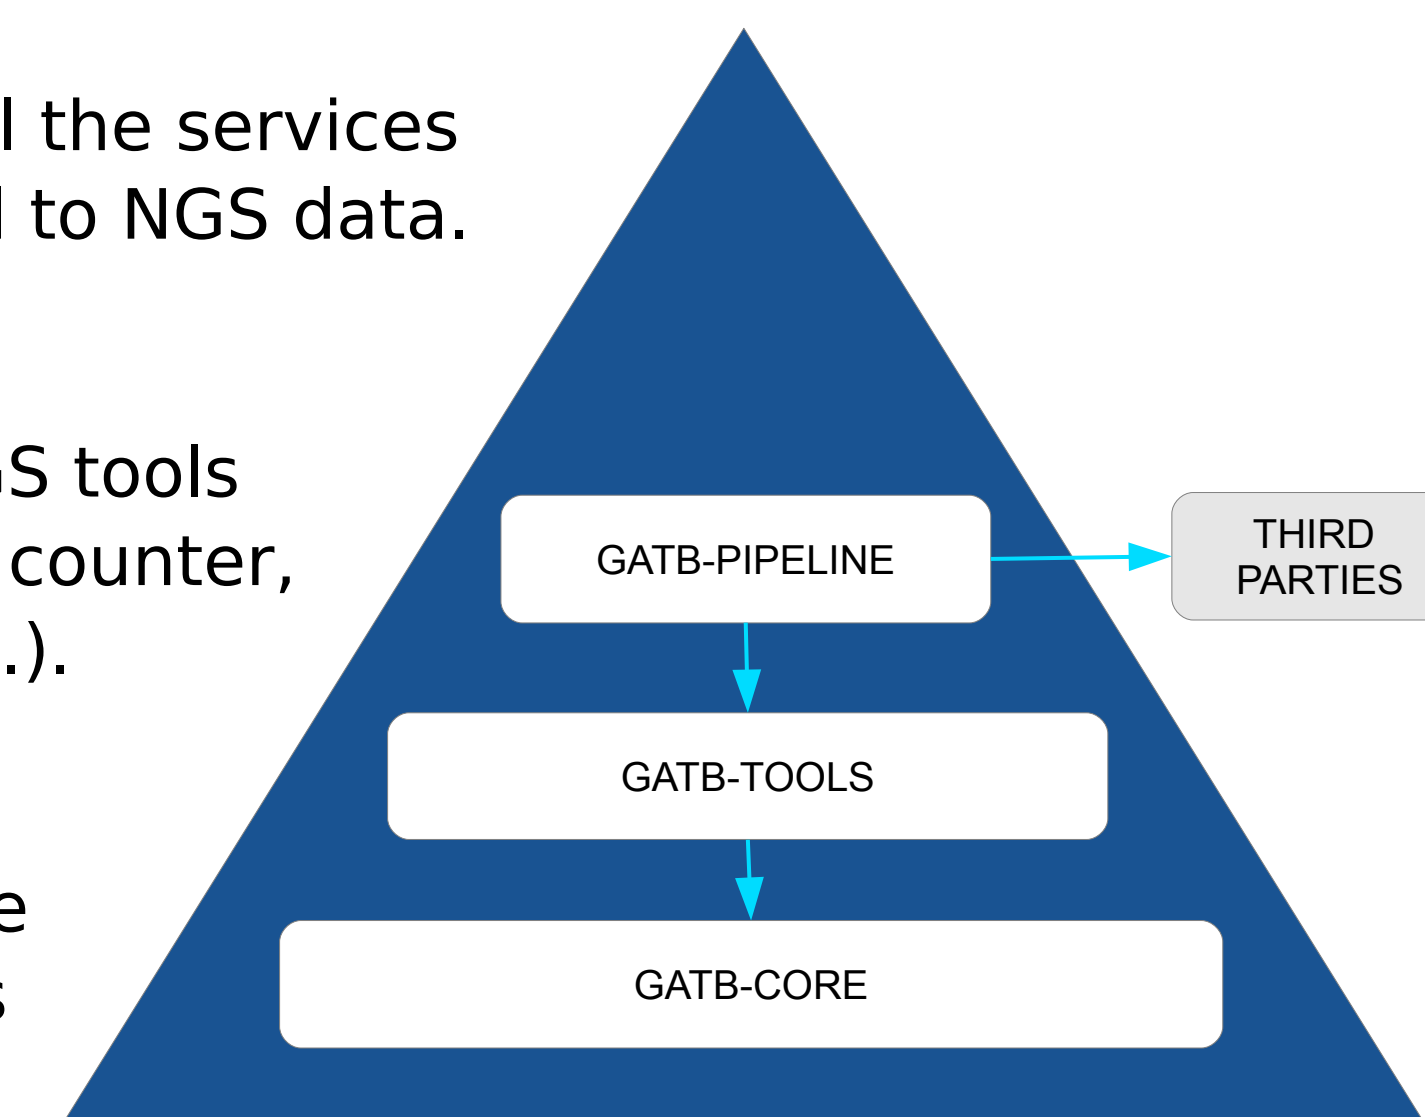 the services
to NGS data.
tools
counter,
.).
GATB-PIPELINE
THIRD
PARTIES
GATB-TOOLS
GATB-CORE